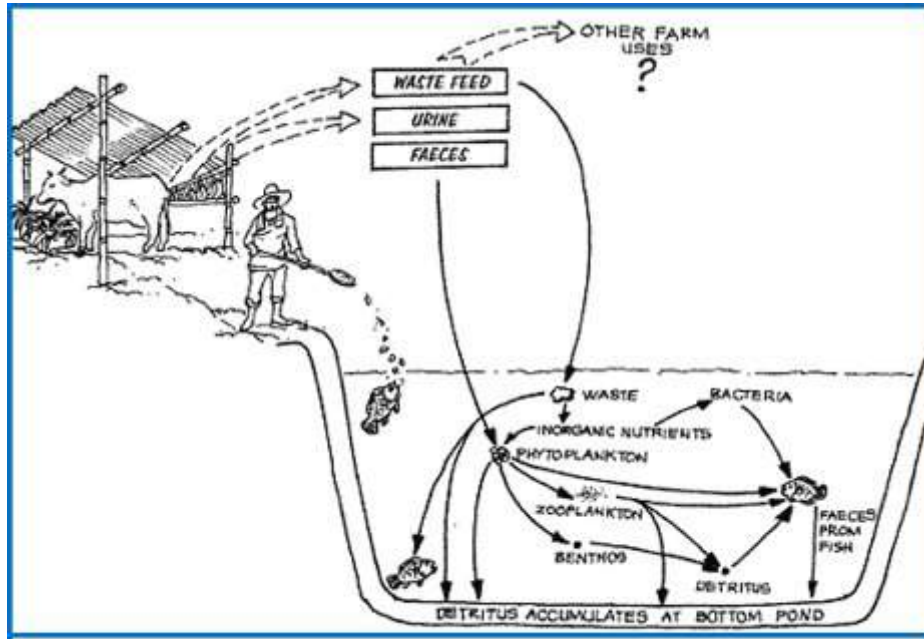 OTHER FARM
USES
?
WASTE FEED
URINE
FAECES
WASTE
BACTERIA
INORGANIC NUTRIENTS
PHYTOPLANKTON
ZOOPLANKTON
FAECES
FROM
FISH
BENTHOS
DETRITUS
DETRITUS ACCUMULATES AT BOTTOM POND